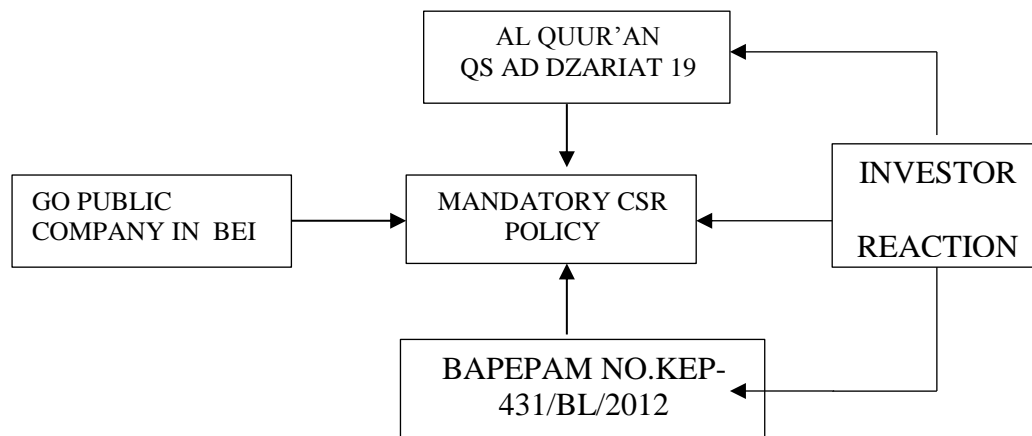 AL QUUR’AN
QS AD DZARIAT 19
GO PUBLIC
COMPANY IN BEI
MANDATORY CSR
POLICY
INVESTOR
REACTION
BAPEPAM NO.KEP-
431/BL/2012